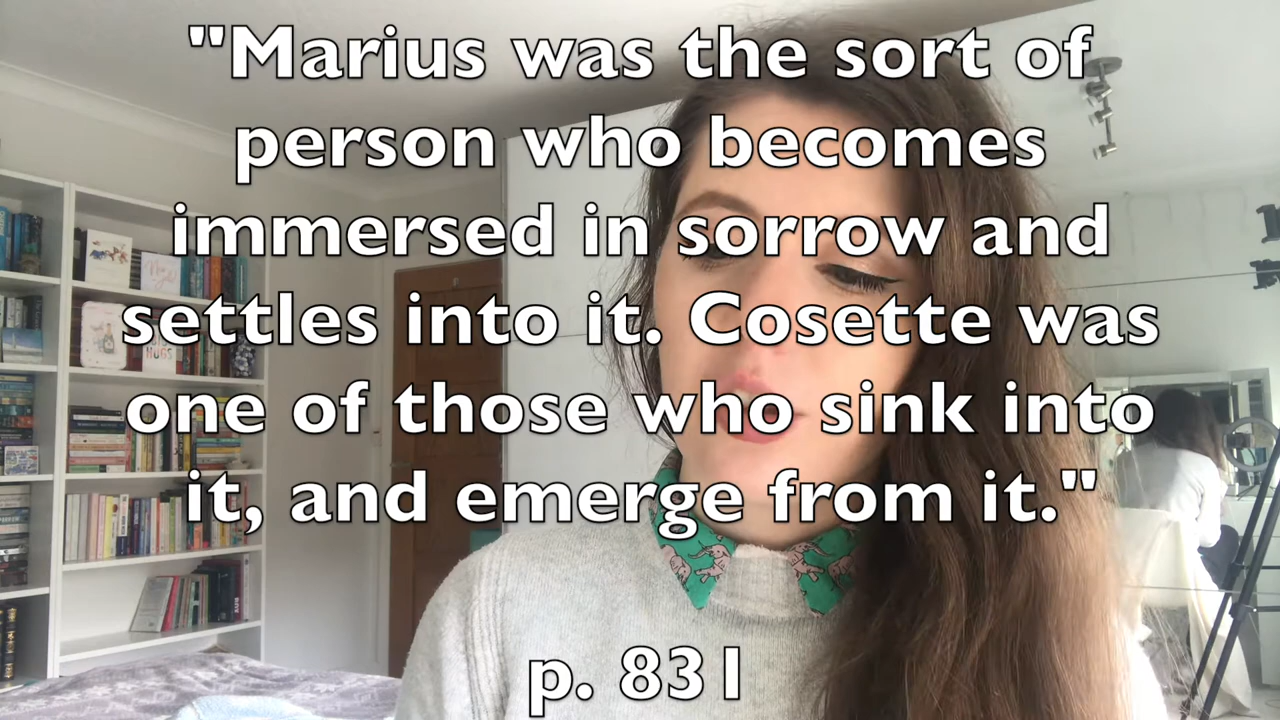 "Marius was the sort of
person who becomes
immersed in sorrow and
settles into it. Cosette was
one of those who sink into
it, and emerge from it."
p. 831
HUGS